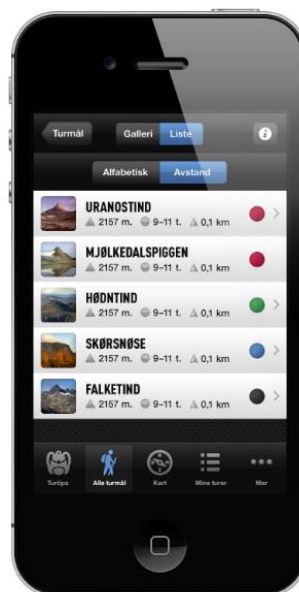 Turmål
Galleri Liste
i
Alfabetisk Avstand
URANOSTIND
2157 m. 9–11 t. 0,1 km
MJØLKEDALSPIGGEN
2157 m. 9–11 t. 0,1 km
HØDNTIND
2157 m. 9–11 t. 0,1 km
SKØRSNØSE
2157 m. 9–11 t. 0,1 km
FALKETIND
2157 m. 9–11 t. 0,1 km
Turtips Alle turmål Kart Mine turer Mer